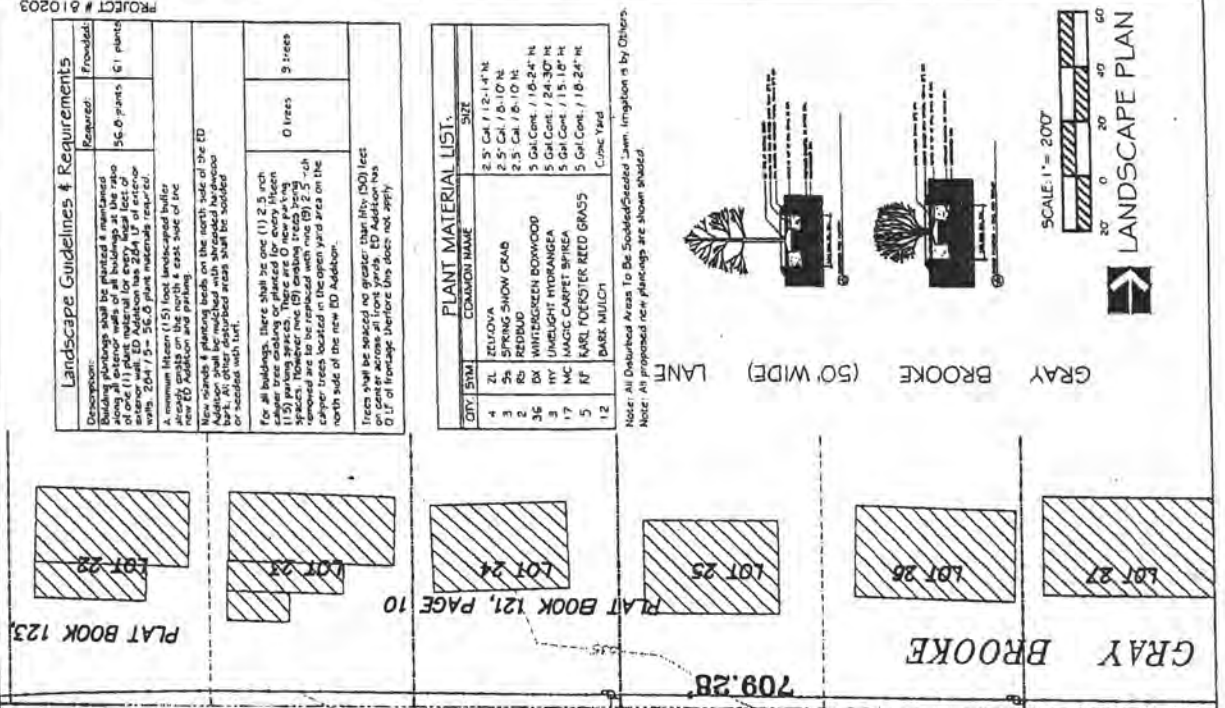 PROJECT # 810203
Landscape Guidelines & Requirements
Description: Required: Provided:
Building plantings shall be planted & maintained
along all exterior walls of all buildings at the ratio
of one (1) plant material for every lineal feet of
exterior wall. ED Addition has 284 LF of exterior
walls. 284 / 5= 56.8 plant materials required.
56.8 plants 61 plants
A minimum fifteen (15) foot landscaped buffer
already exists on the north & east side of the
new ED Addition and parking.
New islands & planting beds on the north side of the ED
Addition shall be mulched with shredded hardwood
bark. All other disturbed areas shall be sodded
or seeded with turf.
For all buildings, there shall be one (1) 2.5 inch
calyper tree existing or planted for every fifteen
(15) parking spaces. There are 0 new parking
spaces. However nine (9) existing trees being
removed are to be replaced with nine (9) 2.5 inch
calyper trees located in the open yard area on the
north side of the new ED Addition.
0 trees 9 trees
Trees shall be spaced no greater than fifty (50) feet
on center across all front yards. ED Addition has
0 LF of frontage therfore this does not apply
PLANT MATERIAL LIST.
QTY. SYM. COMMON NAME SIZE
4 ZL ZELKOVA 2.5" Cal. / 12-14' ht
3 Ss SPRING SNOW CRAB 2.5" Cal. / 8-10' ht
2 Rs REDBUD 2.5" Cal. / 8-10' ht
36 BX WINTERGREEN BOXWOOD 5 Gal.Cont. / 18-24" ht
3 HY LIMELIGHT HYDRANGEA 5 Gal.Cont. / 24-30" ht
17 MC MAGIC CARPET SPIREA 5 Gal.Cont. / 15-18" ht
5 KF KARL FOERSTER REED GRASS 5 Gal.Cont. / 18-24" ht
12 BARK MULCH Cubic Yard
Note: All Disturbed Areas To Be Sodded/Seeded Lawn. Irrigation is by Others.
Note: All proposed new plantings are shown shaded.
GRAY BROOKE (50' WIDE) LANE
SCALE: 1" = 20'0"
20' 0 20' 40' 60'
LANDSCAPE PLAN
LOT 22
LOT 23
LOT 24
LOT 25
LOT 26
LOT 27
PLAT BOOK 123,
PLAT BOOK 121, PAGE 10
GRAY BROOKE
709.28'